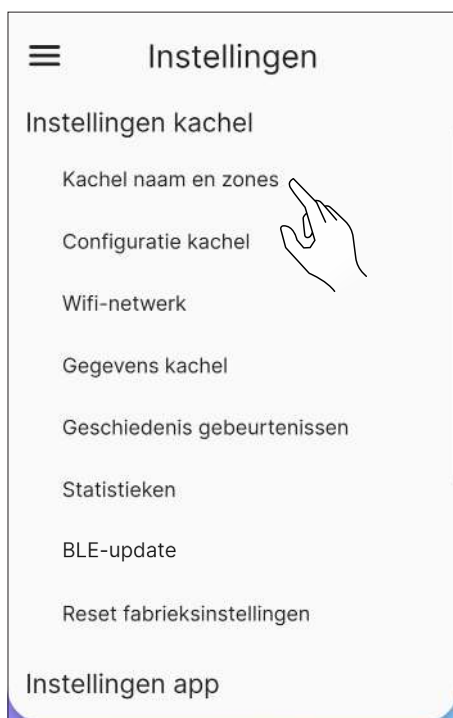 Instellingen
Instellingen kachel
Kachel naam en zones
Configuratie kachel
Wifi-netwerk
Gegevens kachel
Geschiedenis gebeurtenissen
Statistieken
BLE-update
Reset fabrieksinstellingen
Instellingen app